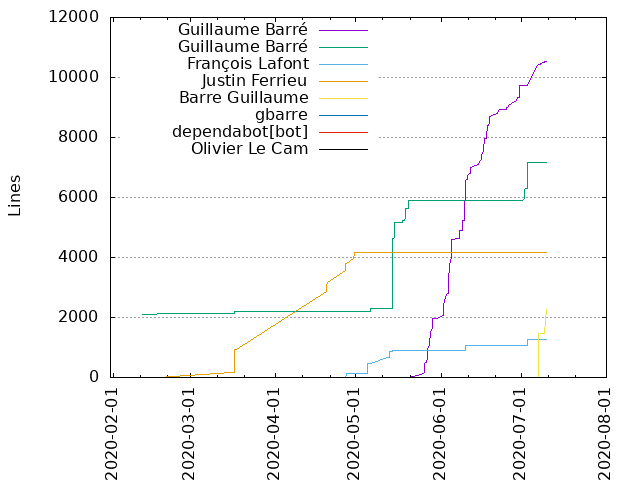 12000
10000
8000
6000
4000
2000
0
Lines
Guillaume Barré
Guillaume Barré
François Lafont
Justin Ferrieu
Barre Guillaume
gbarre
dependabot[bot]
Olivier Le Cam
2020-02-01
2020-03-01
2020-04-01
2020-05-01
2020-06-01
2020-07-01
2020-08-01